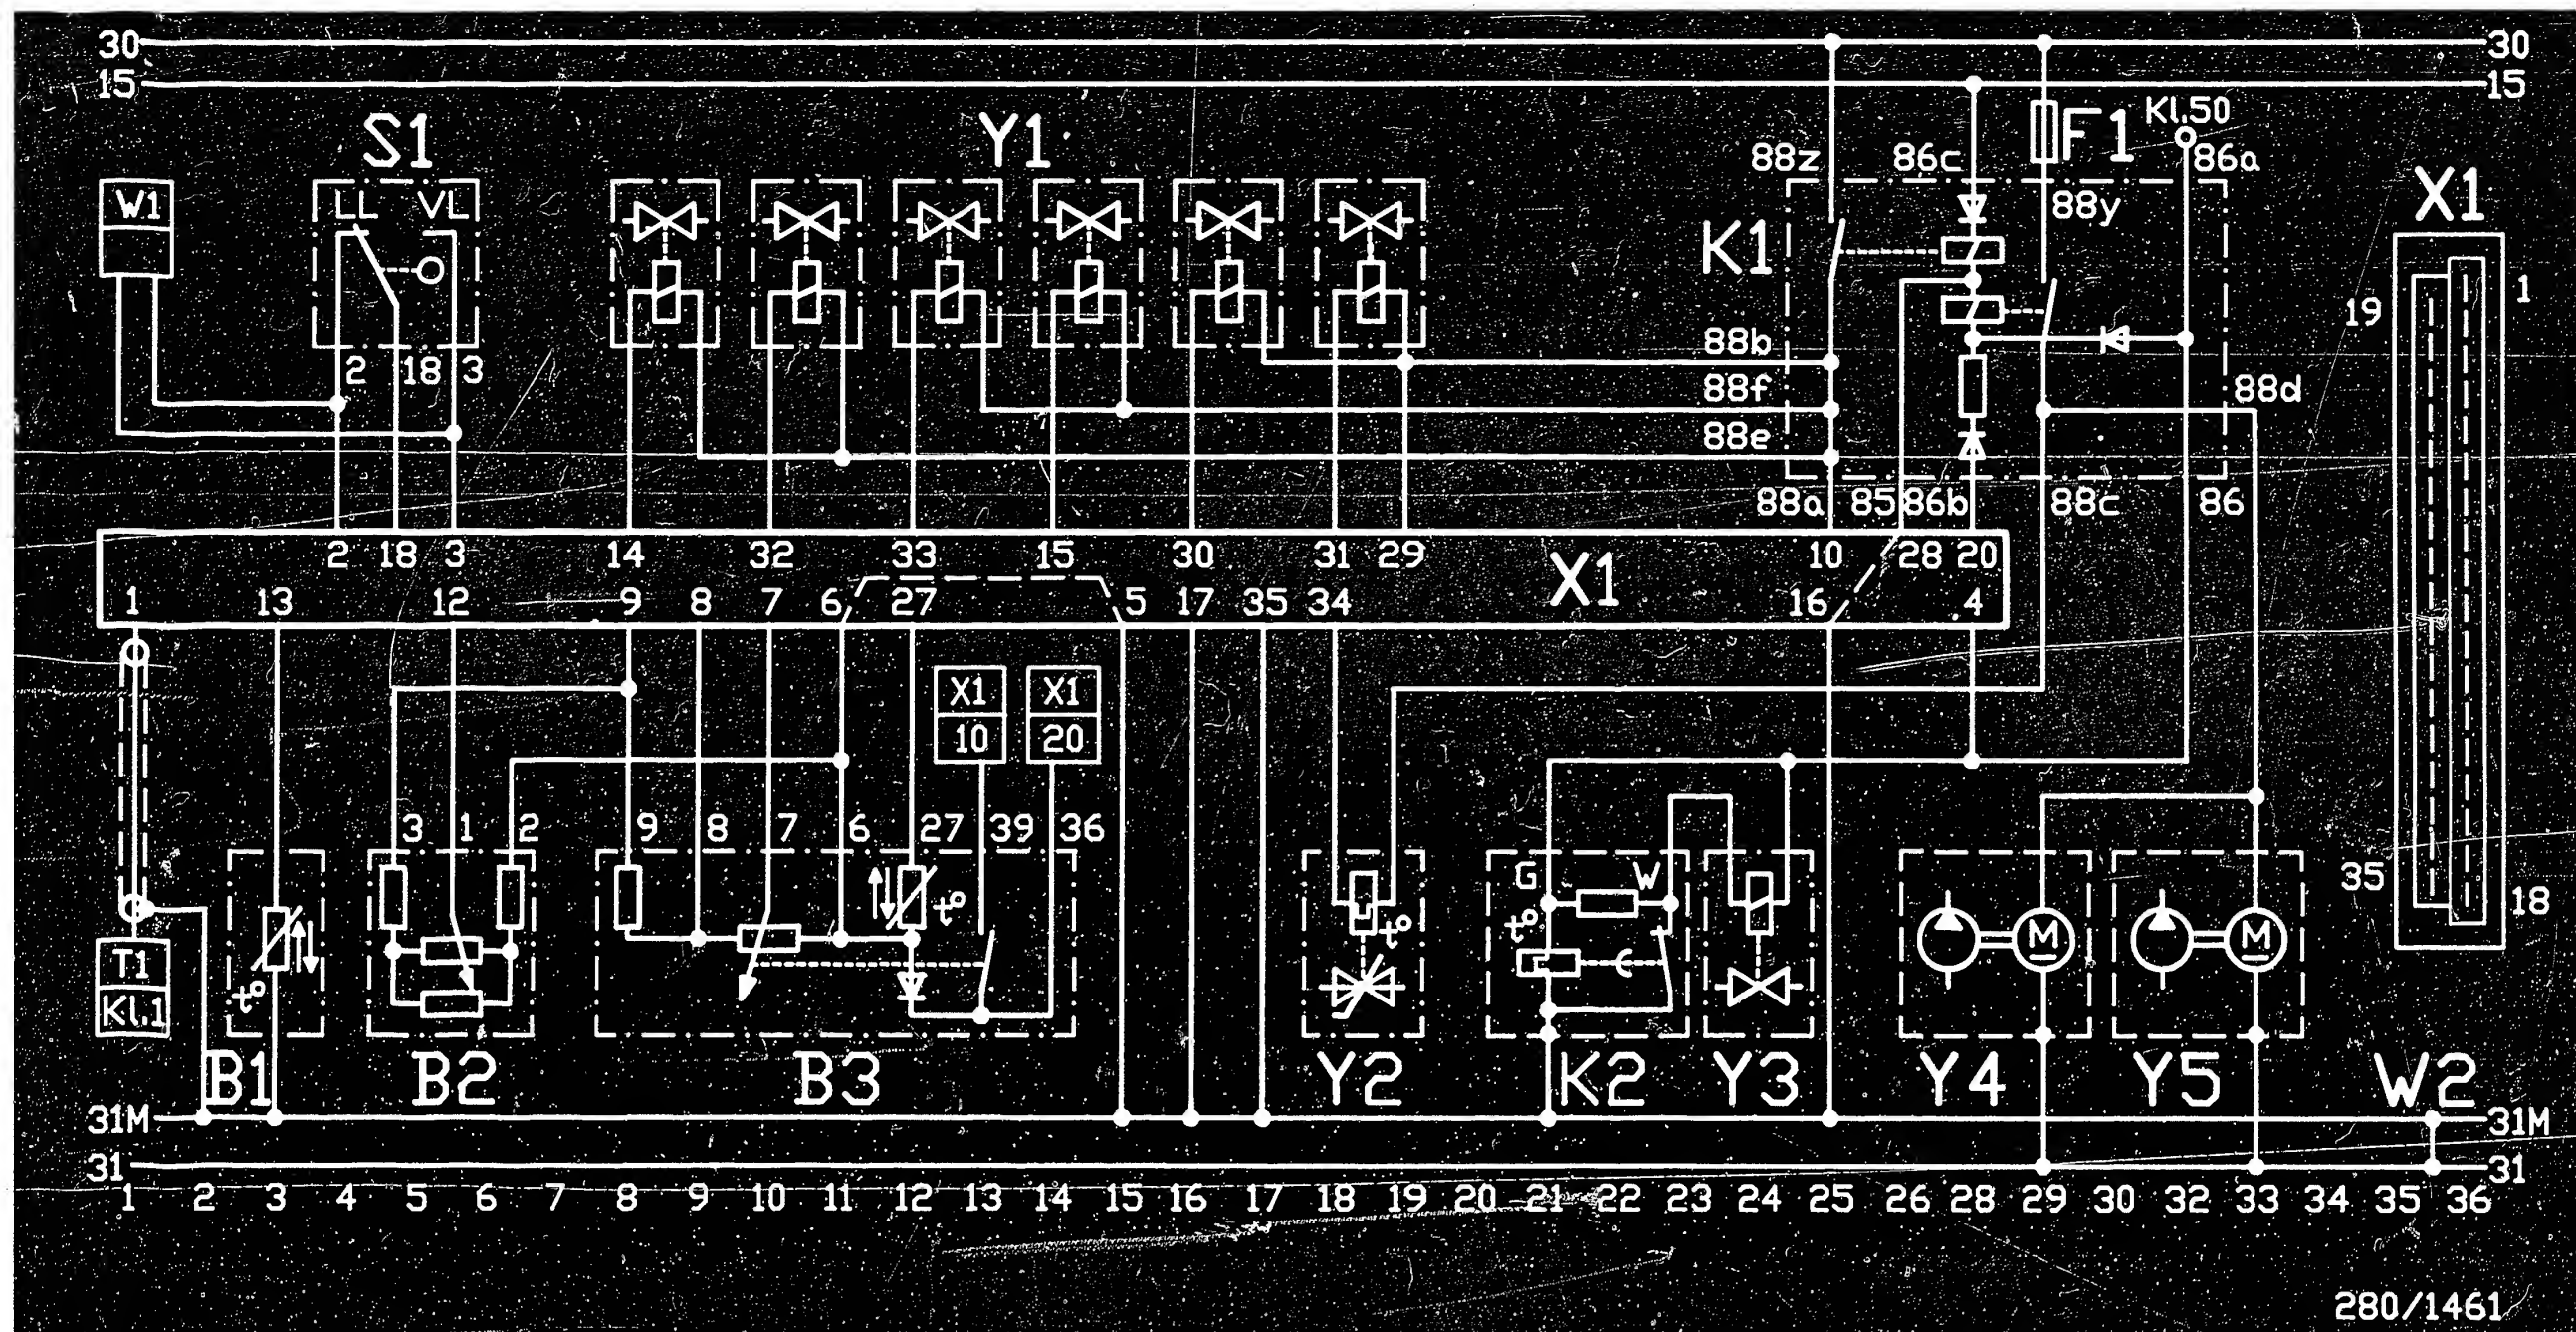 30 30
15 15
S1 Y1 F1 Kl.50
88z 86c 86a
W1 LL VL 88y X1
K1
19 1
88b
2 18 3
88f 88d
88e
88a 85 86b 88c 86
2 18 3 14 32 33 15 30 31 29 X1 10 28 20
1 13 12 9 8 7 6 27 5 17 35 34 16 4
X1 X1
10 20
3 1 2 9 8 7 6 27 39 36
G W 35 18
t° t° t° t°
T1 M M
Kl.1
B1 B2 B3 Y2 K2 Y3 Y4 Y5 W2
31M 31M
31 31
1 2 3 4 5 6 7 8 9 10 11 12 13 14 15 16 17 18 19 20 21 22 23 24 25 26 28 29 30 32 33 34 35 36
280/1461